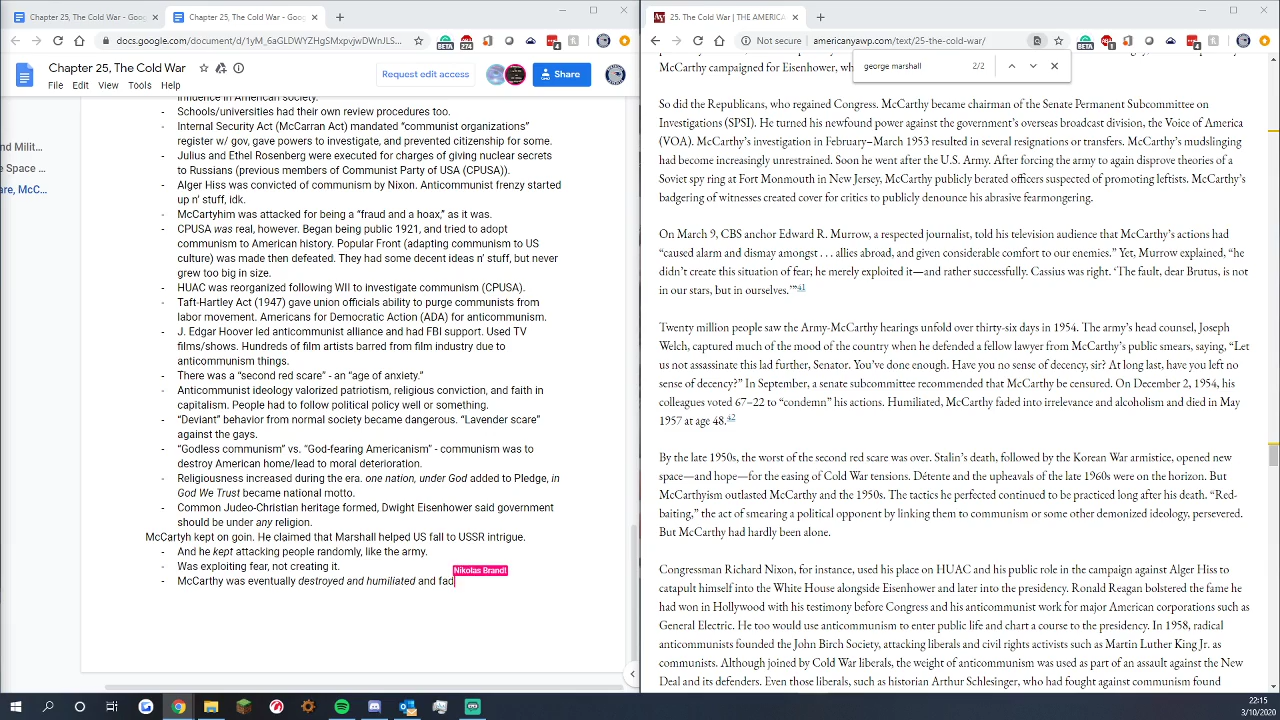 Chapter 25, The Cold War - Goo
Chapter 25, The Cold War - Goo
docs.google.com/document/d/1yM_6aGLDWYZHgSMxpvjwDWnJLS...
BETA
274
4
Chapter 25, The Cold War
File Edit View Tools Help
Request edit access
Share
nd Milit...
e Space ...
are, McC...
influence in American society.
- Schools/universities had their own review procedures too.
- Internal Security Act (McCarran Act) mandated “communist organizations”
register w/ gov, gave powers to investigate, and prevented citizenship for some.
- Julius and Ethel Rosenberg were executed for charges of giving nuclear secrets
to Russians (previous members of Communist Party of USA (CPUSA)).
- Alger Hiss was convicted of communism by Nixon. Anticommunist frenzy started
up n’ stuff, idk.
- McCartyhim was attacked for being a “fraud and a hoax,” as it was.
- CPUSA was real, however. Began being public 1921, and tried to adopt
communism to American history. Popular Front (adapting communism to US
culture) was made then defeated. They had some decent ideas n’ stuff, but never
grew too big in size.
- HUAC was reorganized following WII to investigate communism (CPUSA).
- Taft-Hartley Act (1947) gave union officials ability to purge communists from
labor movement. Americans for Democratic Action (ADA) for anticommunism.
- J. Edgar Hoover led anticommunist alliance and had FBI support. Used TV
films/shows. Hundreds of film artists barred from film industry due to
anticommunism things.
- There was a “second red scare” - an “age of anxiety.”
- Anticommunist ideology valorized patriotism, religious conviction, and faith in
capitalism. People had to follow political policy well or something.
- “Deviant” behavior from normal society became dangerous. “Lavender scare”
against the gays.
- “Godless communism” vs. “God-fearing Americanism” - communism was to
destroy American home/lead to moral deterioration.
- Religiousness increased during the era. one nation, under God added to Pledge, in
God We Trust became national motto.
- Common Judeo-Christian heritage formed, Dwight Eisenhower said government
should be under any religion.
McCartyh kept on goin. He claimed that Marshall helped US fall to USSR intrigue.
- And he kept attacking people randomly, like the army.
- Was exploiting fear, not creating it.
Nikolas Brandt
- McCarthy was eventually destroyed and humiliated and fad
25. The Cold War | THE AMERICA
Not secure americanyawp.com/text/25-the-cold-war/
BETA
1
4
george marshall 2/2
McCarthy campaigned for Eisenhower, wh
So did the Republicans, who regained Congress. McCarthy became chairman of the Senate Permanent Subcommittee on
Investigations (SPSI). He turned his newfound power against the government’s overseas broadcast division, the Voice of America
(VOA). McCarthy’s investigation in February–March 1953 resulted in several resignations or transfers. McCarthy’s mudslinging
had become increasingly unrestrained. Soon he went after the U.S. Army. After forcing the army to again disprove theories of a
Soviet spy ring at Fort Monmouth in New Jersey, McCarthy publicly berated officers suspected of promoting leftists. McCarthy’s
badgering of witnesses created cover for critics to publicly denounce his abrasive fearmongering.
On March 9, CBS anchor Edward R. Murrow, a respected journalist, told his television audience that McCarthy’s actions had
“caused alarm and dismay amongst . . . allies abroad, and given considerable comfort to our enemies.” Yet, Murrow explained, “he
didn’t create this situation of fear; he merely exploited it—and rather successfully. Cassius was right. ‘The fault, dear Brutus, is not
in our stars, but in ourselves.’” 41
Twenty million people saw the Army-McCarthy hearings unfold over thirty-six days in 1954. The army’s head counsel, Joseph
Welch, captured much of the mood of the country when he defended a fellow lawyer from McCarthy’s public smears, saying, “Let
us not assassinate this lad further, Senator. You’ve done enough. Have you no sense of decency, sir? At long last, have you left no
sense of decency?” In September, a senate subcommittee recommended that McCarthy be censured. On December 2, 1954, his
colleagues voted 67–22 to “condemn” his actions. Humiliated, McCarthy faded into irrelevance and alcoholism and died in May
1957 at age 48. 42
By the late 1950s, the worst of the second red scare was over. Stalin’s death, followed by the Korean War armistice, opened new
space—and hope—for the easing of Cold War tensions. Détente and the upheavals of the late 1960s were on the horizon. But
McCarthyism outlasted McCarthy and the 1950s. The tactics he perfected continued to be practiced long after his death. “Red-
baiting,” the act of smearing a political opponent by linking them to communism or some other demonized ideology, persevered.
But McCarthy had hardly been alone.
Congressman Richard Nixon, for instance, used his place on HUAC and his public role in the campaign against Alger Hiss to
catapult himself into the White House alongside Eisenhower and later into the presidency. Ronald Reagan bolstered the fame he
had won in Hollywood with his testimony before Congress and his anticommunist work for major American corporations such as
General Electric. He too would use anticommunism to enter public life and chart a course to the presidency. In 1958, radical
anticommunists founded the John Birch Society, attacking liberals and civil rights activists such as Martin Luther King Jr. as
communists. Although joined by Cold War liberals, the weight of anticommunism was used as part of an assault against the New
Deal and its defenders. Even those liberals, such as historian Arthur Schlesinger, who had fought against communism found
22:15
3/10/2020